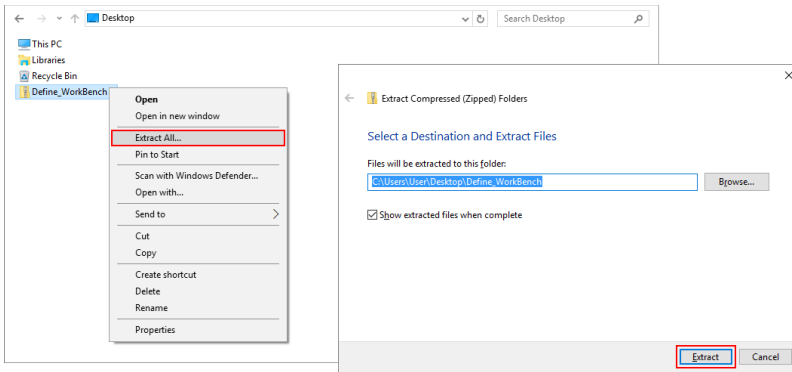 Desktop
Search Desktop
This PC
Libraries
Recycle Bin
Define_WorkBench
Open
Open in new window
Extract All...
Pin to Start
Scan with Windows Defender...
Open with...
Send to
Cut
Copy
Create shortcut
Delete
Rename
Properties
Extract Compressed (Zipped) Folders
Select a Destination and Extract Files
Files will be extracted to this folder:
C:\Users\User\Desktop\Define_WorkBench
Browse...
Show extracted files when complete
Extract
Cancel